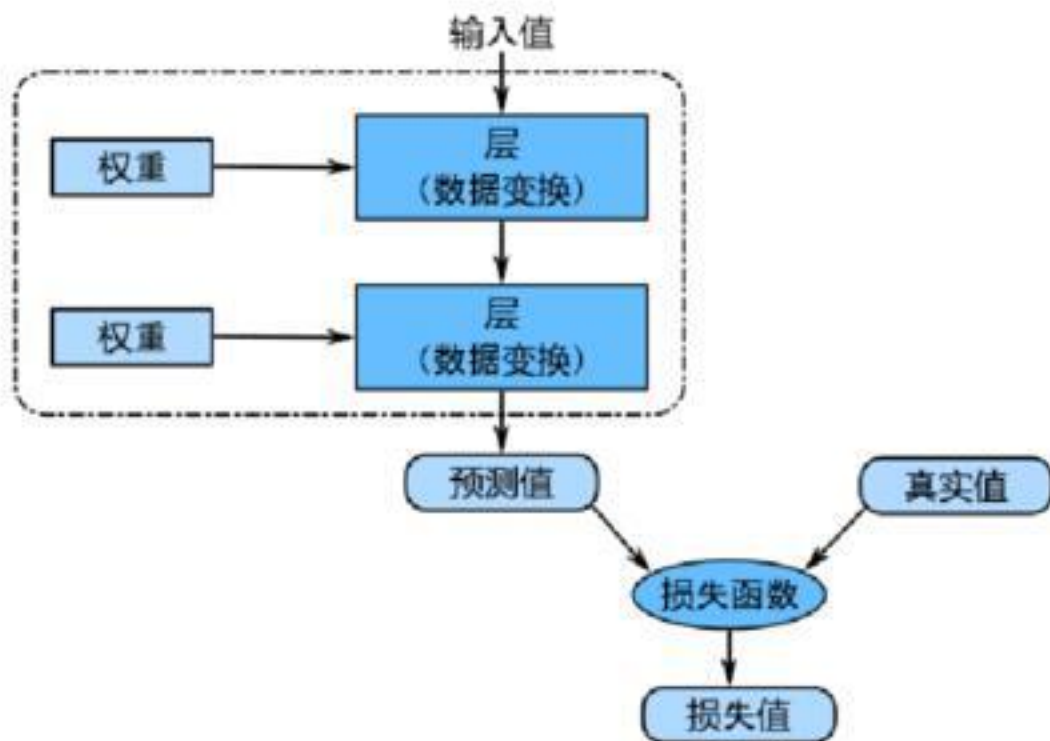 输入值
权重
层
（数据变换）
权重
层
（数据变换）
预测值
真实值
损失函数
损失值